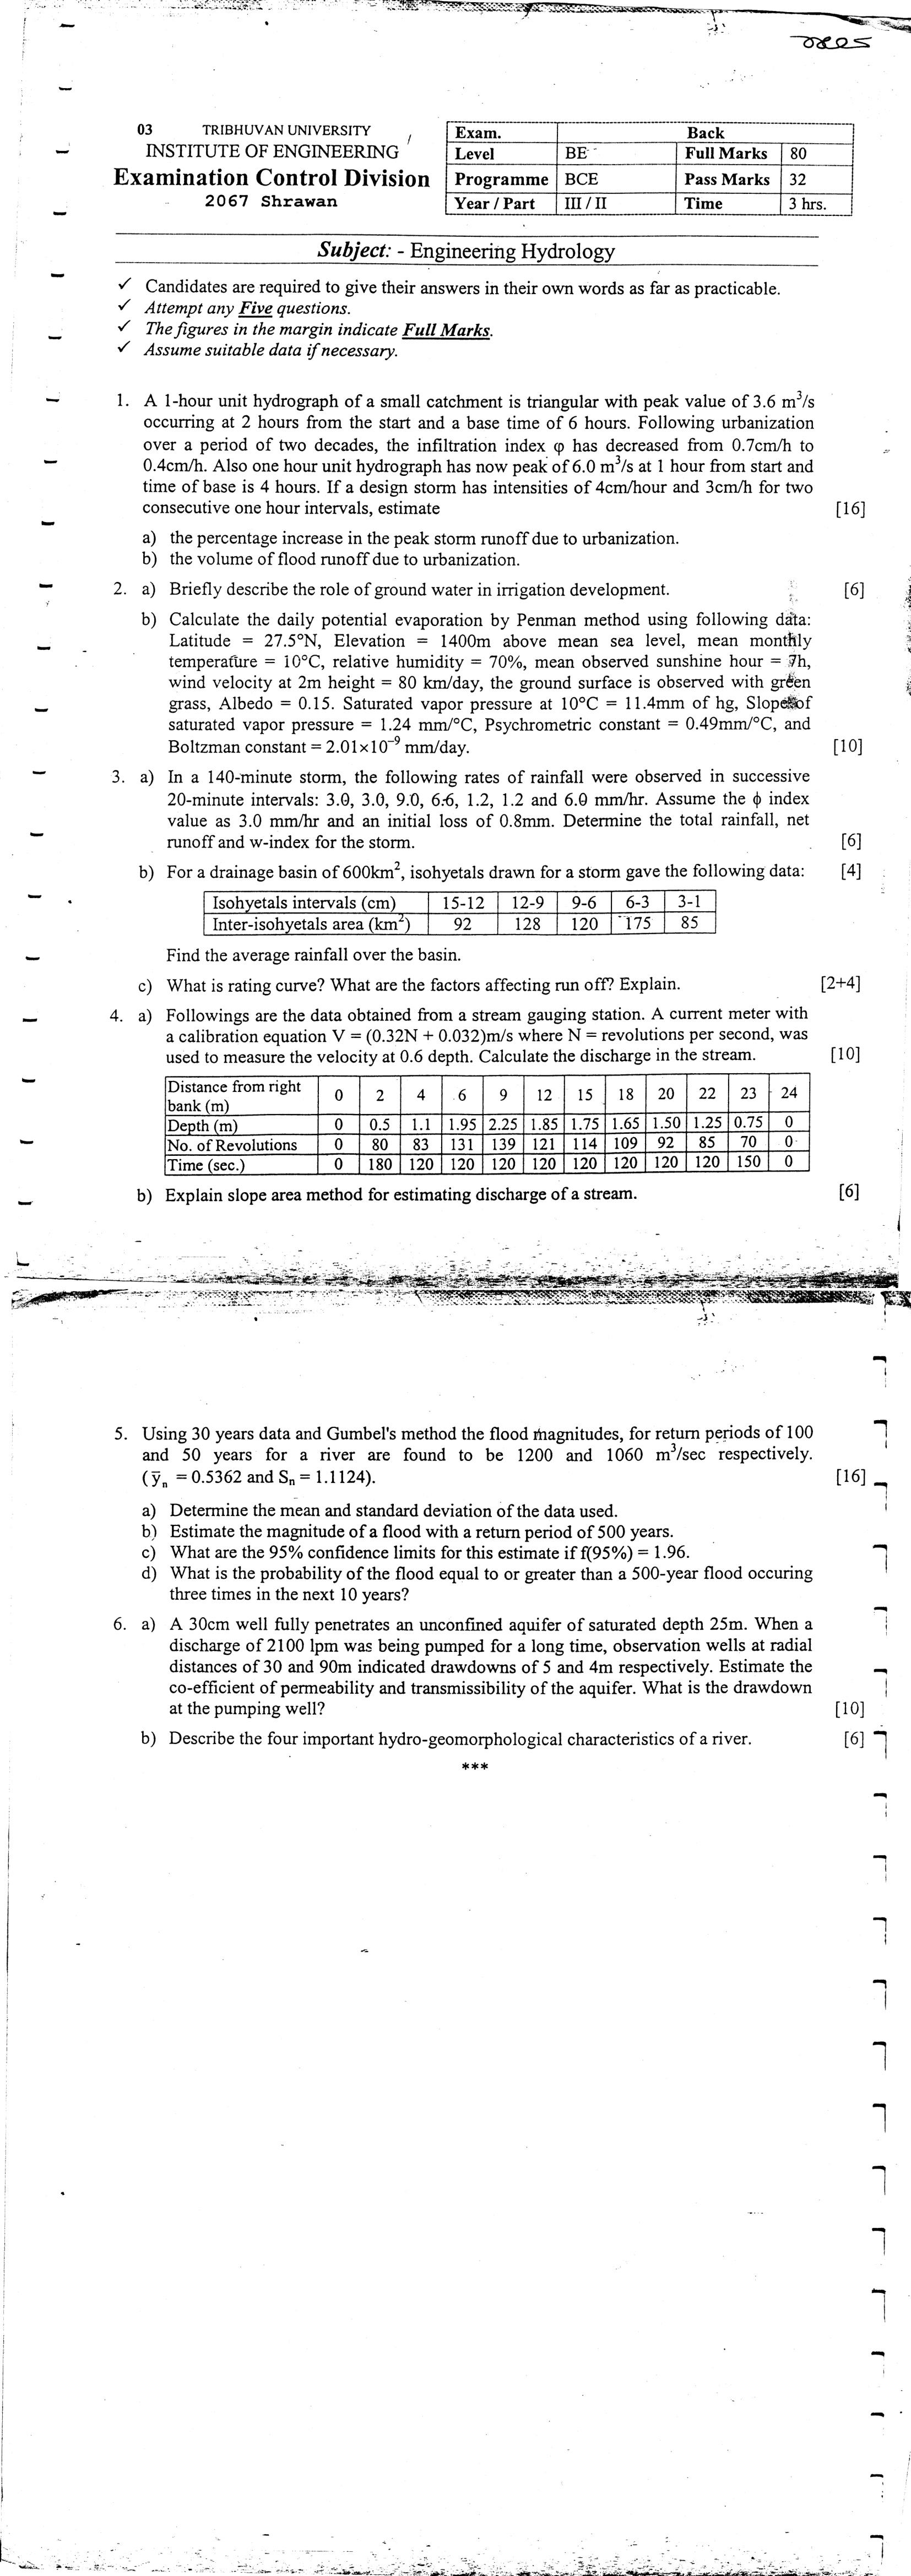 03 TRIBHUVAN UNIVERSITY
INSTITUTE OF ENGINEERING
Examination Control Division
2067 Shrawan
Exam. Back
Level BE Full Marks 80
Programme BCE Pass Marks 32
Year / Part III / II Time 3 hrs.
Subject: - Engineering Hydrology
✓ Candidates are required to give their answers in their own words as far as practicable.
✓ Attempt any Five questions.
✓ The figures in the margin indicate Full Marks.
✓ Assume suitable data if necessary.
1. A 1-hour unit hydrograph of a small catchment is triangular with peak value of 3.6 m³/s
occurring at 2 hours from the start and a base time of 6 hours. Following urbanization
over a period of two decades, the infiltration index φ has decreased from 0.7cm/h to
0.4cm/h. Also one hour unit hydrograph has now peak of 6.0 m³/s at 1 hour from start and
time of base is 4 hours. If a design storm has intensities of 4cm/hour and 3cm/h for two
consecutive one hour intervals, estimate [16]
a) the percentage increase in the peak storm runoff due to urbanization.
b) the volume of flood runoff due to urbanization.
2. a) Briefly describe the role of ground water in irrigation development. [6]
b) Calculate the daily potential evaporation by Penman method using following data:
Latitude = 27.5°N, Elevation = 1400m above mean sea level, mean monthly
temperature = 10°C, relative humidity = 70%, mean observed sunshine hour = 7h,
wind velocity at 2m height = 80 km/day, the ground surface is observed with green
grass, Albedo = 0.15. Saturated vapor pressure at 10°C = 11.4mm of hg, Slope of
saturated vapor pressure = 1.24 mm/°C, Psychrometric constant = 0.49mm/°C, and
Boltzman constant = 2.01×10⁻⁹ mm/day. [10]
3. a) In a 140-minute storm, the following rates of rainfall were observed in successive
20-minute intervals: 3.0, 3.0, 9.0, 6.6, 1.2, 1.2 and 6.0 mm/hr. Assume the ϕ index
value as 3.0 mm/hr and an initial loss of 0.8mm. Determine the total rainfall, net
runoff and w-index for the storm. [6]
b) For a drainage basin of 600km², isohyetals drawn for a storm gave the following data: [4]
Isohyetals intervals (cm) 15-12 12-9 9-6 6-3 3-1
Inter-isohyetals area (km²) 92 128 120 175 85
Find the average rainfall over the basin.
c) What is rating curve? What are the factors affecting run off? Explain. [2+4]
4. a) Followings are the data obtained from a stream gauging station. A current meter with
a calibration equation V = (0.32N + 0.032)m/s where N = revolutions per second, was
used to measure the velocity at 0.6 depth. Calculate the discharge in the stream. [10]
Distance from right
bank (m) 0 2 4 6 9 12 15 18 20 22 23 24
Depth (m) 0 0.5 1.1 1.95 2.25 1.85 1.75 1.65 1.50 1.25 0.75 0
No. of Revolutions 0 80 83 131 139 121 114 109 92 85 70 0
Time (sec.) 0 180 120 120 120 120 120 120 120 120 150 0
b) Explain slope area method for estimating discharge of a stream. [6]
5. Using 30 years data and Gumbel's method the flood magnitudes, for return periods of 100
and 50 years for a river are found to be 1200 and 1060 m³/sec respectively.
(ȳₙ = 0.5362 and Sₙ = 1.1124). [16]
a) Determine the mean and standard deviation of the data used.
b) Estimate the magnitude of a flood with a return period of 500 years.
c) What are the 95% confidence limits for this estimate if f(95%) = 1.96.
d) What is the probability of the flood equal to or greater than a 500-year flood occuring
three times in the next 10 years?
6. a) A 30cm well fully penetrates an unconfined aquifer of saturated depth 25m. When a
discharge of 2100 lpm was being pumped for a long time, observation wells at radial
distances of 30 and 90m indicated drawdowns of 5 and 4m respectively. Estimate the
co-efficient of permeability and transmissibility of the aquifer. What is the drawdown
at the pumping well? [10]
b) Describe the four important hydro-geomorphological characteristics of a river. [6]
***